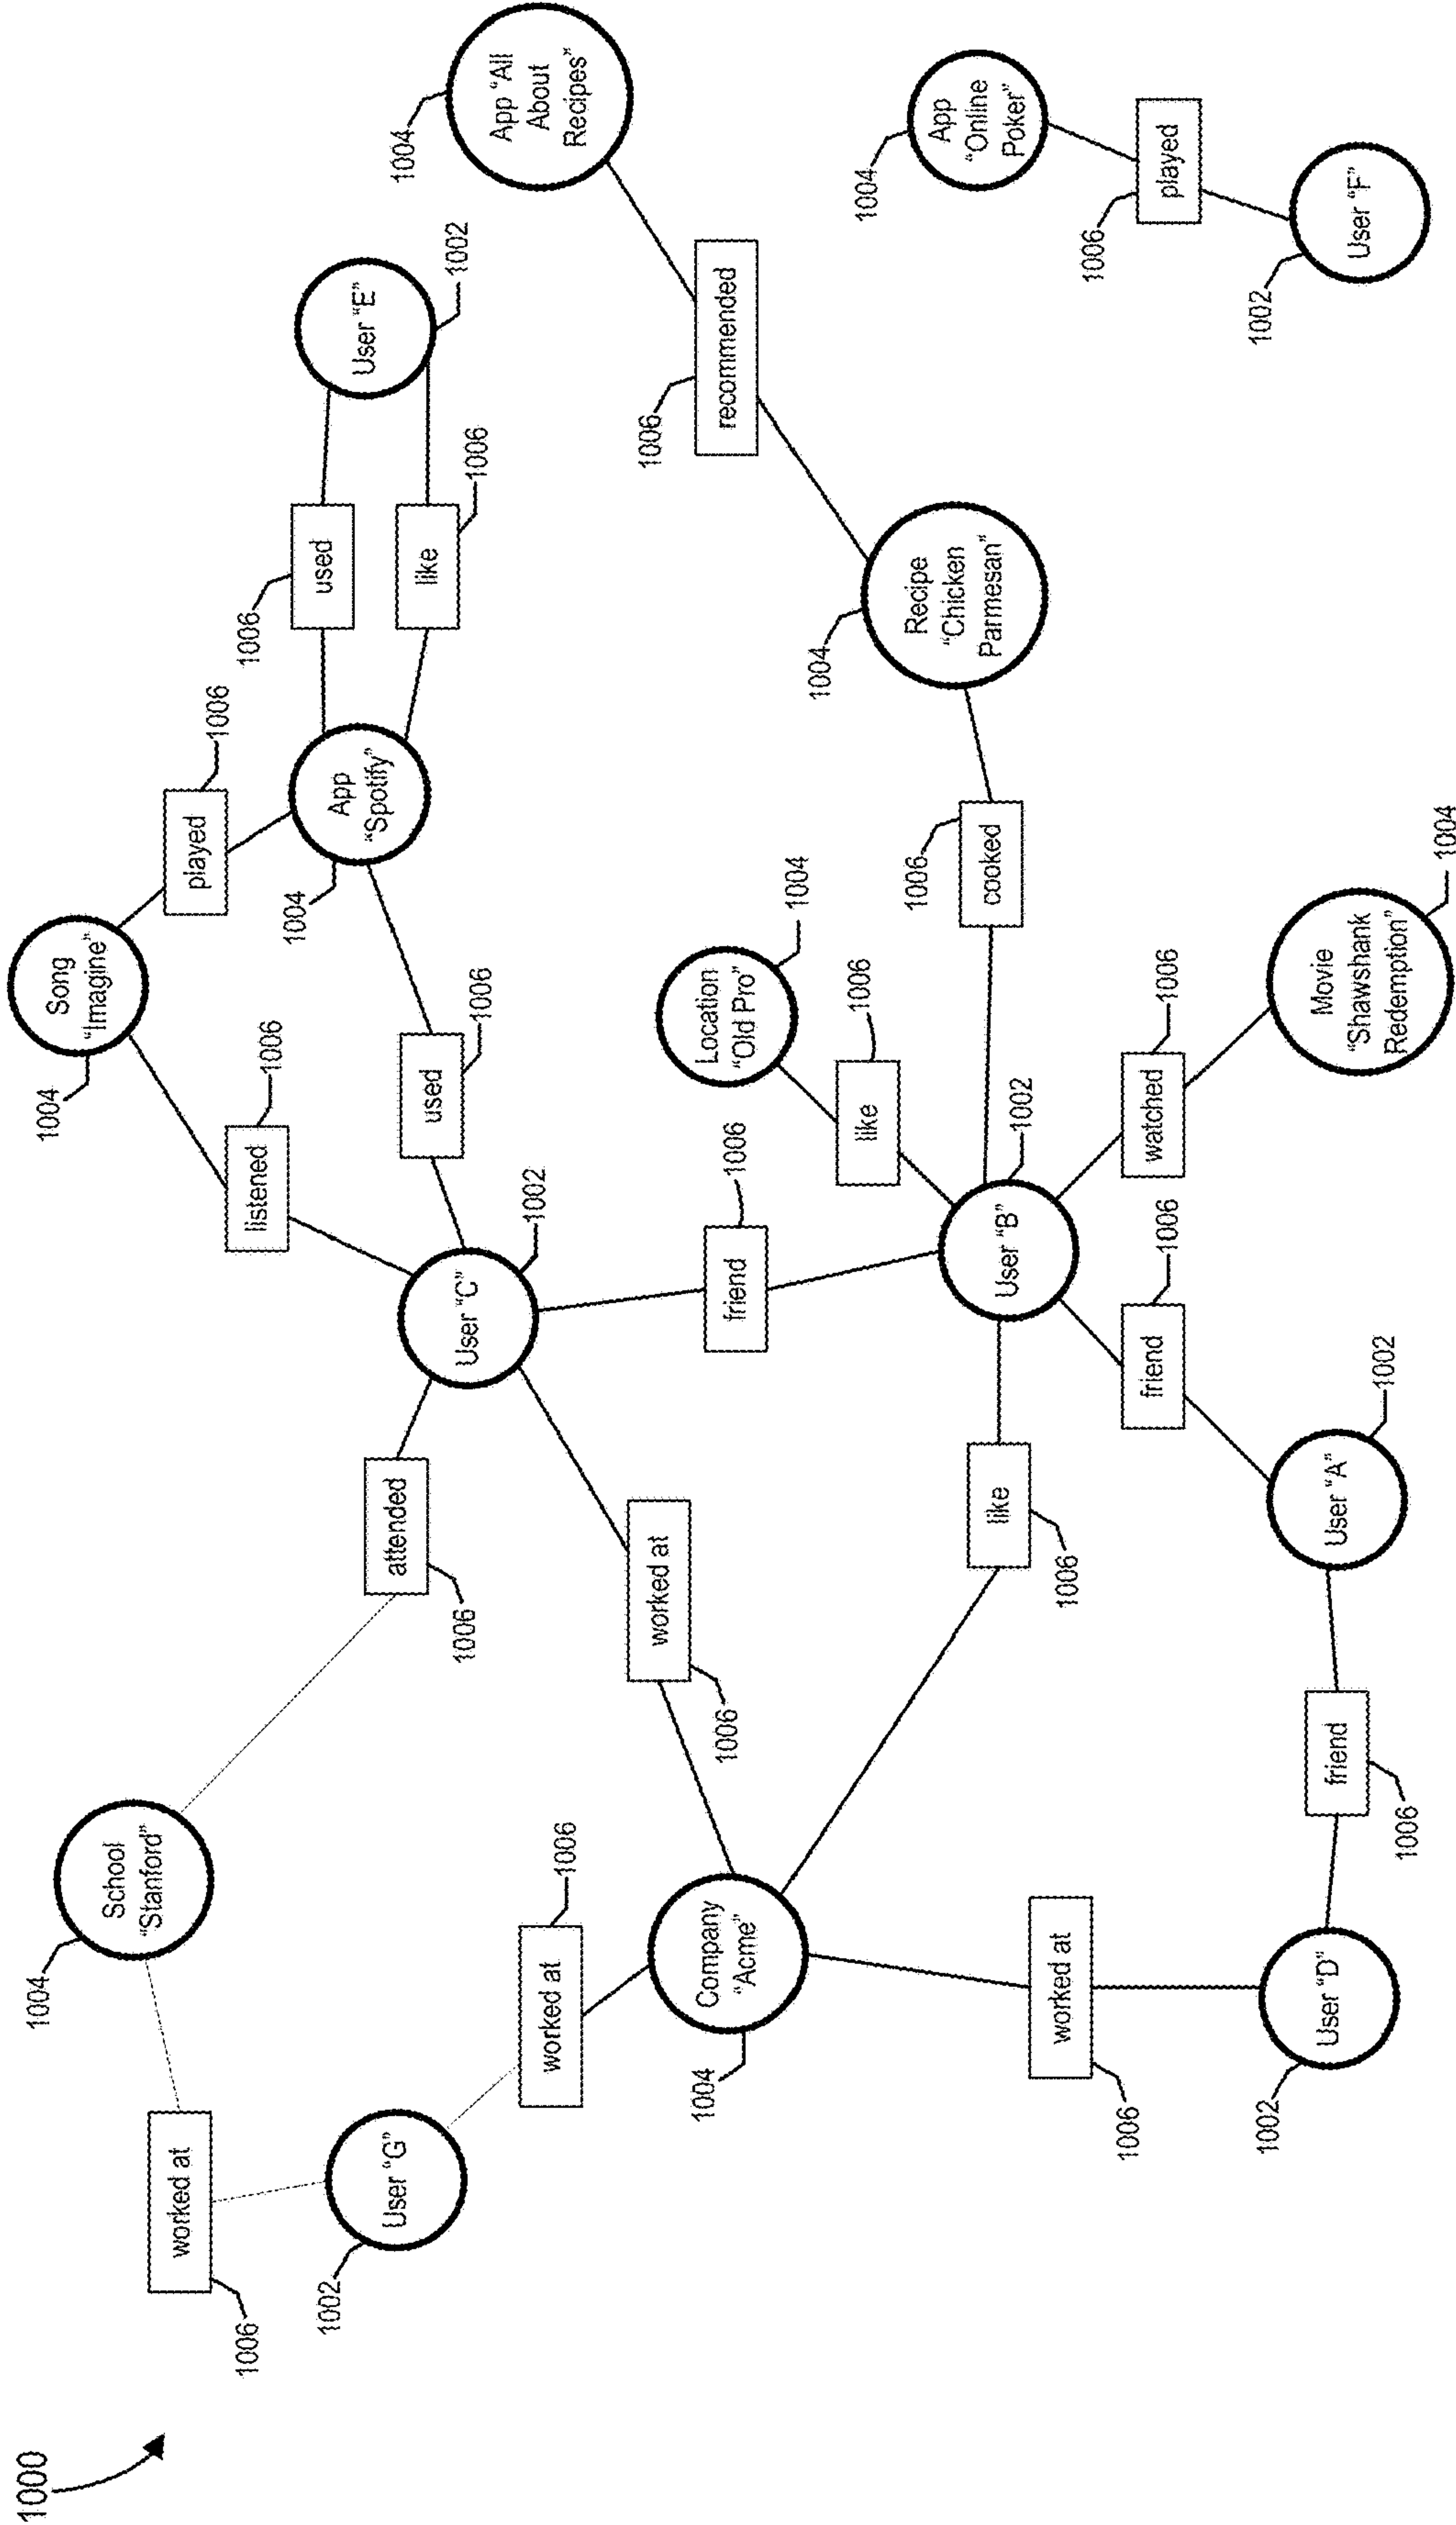 1000
1004
School
"Stanford"
1004
Song
"Imagine"
1006
worked at
1006
listened
1006
played
1006
attended
1006
1002
User "G"
User "C"
1002
1006
used
1004
App
"Spotify"
1006
used
1006
like
User "E"
1002
1004
App "All
About
Recipes"
1006
worked at
1006
worked at
1006
friend
1004
Company
"Acme"
Location
"Old Pro"
1004
1006
recommended
1006
like
1006
like
User "B"
1002
1006
cooked
1004
Recipe
"Chicken
Parmesan"
1004
App
"Online
Poker"
1006
worked at
1006
friend
1006
watched
1006
played
1002
User "D"
1006
friend
User "A"
1002
Movie
"Shawshank
Redemption"
1004
1002
User "F"